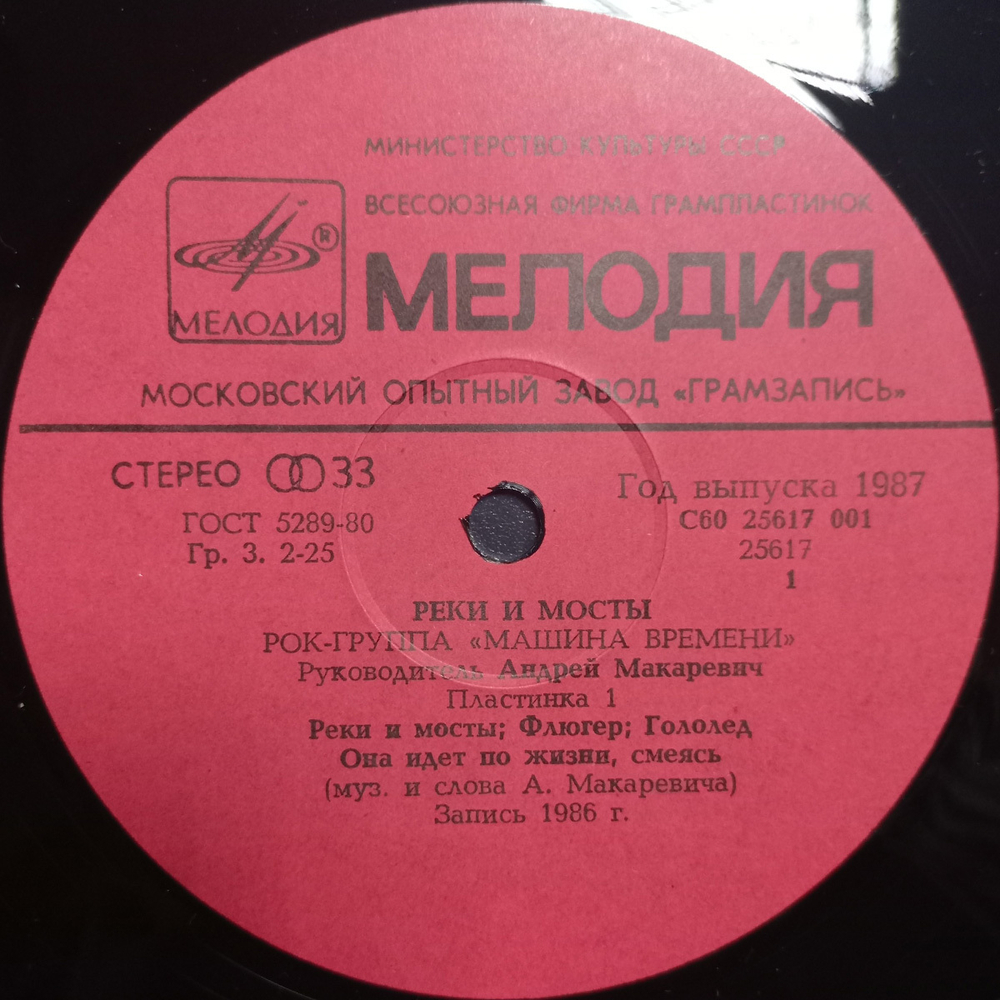 МИНИСТЕРСТВО КУЛЬТУРЫ СССР
ВСЕСОЮЗНАЯ ФИРМА ГРАМПЛАСТИНОК
МЕЛОДИЯ ®
МЕЛОДИЯ
МОСКОВСКИЙ ОПЫТНЫЙ ЗАВОД «ГРАМЗАПИСЬ»
СТЕРЕО 33
ГОСТ 5289-80
Гр. 3. 2-25
Год выпуска 1987
С60 25617 001
25617
1
РЕКИ И МОСТЫ
РОК-ГРУППА «МАШИНА ВРЕМЕНИ»
Руководитель Андрей Макаревич
Пластинка 1
Реки и мосты; Флюгер; Гололед
Она идет по жизни, смеясь
(муз. и слова А. Макаревича)
Запись 1986 г.